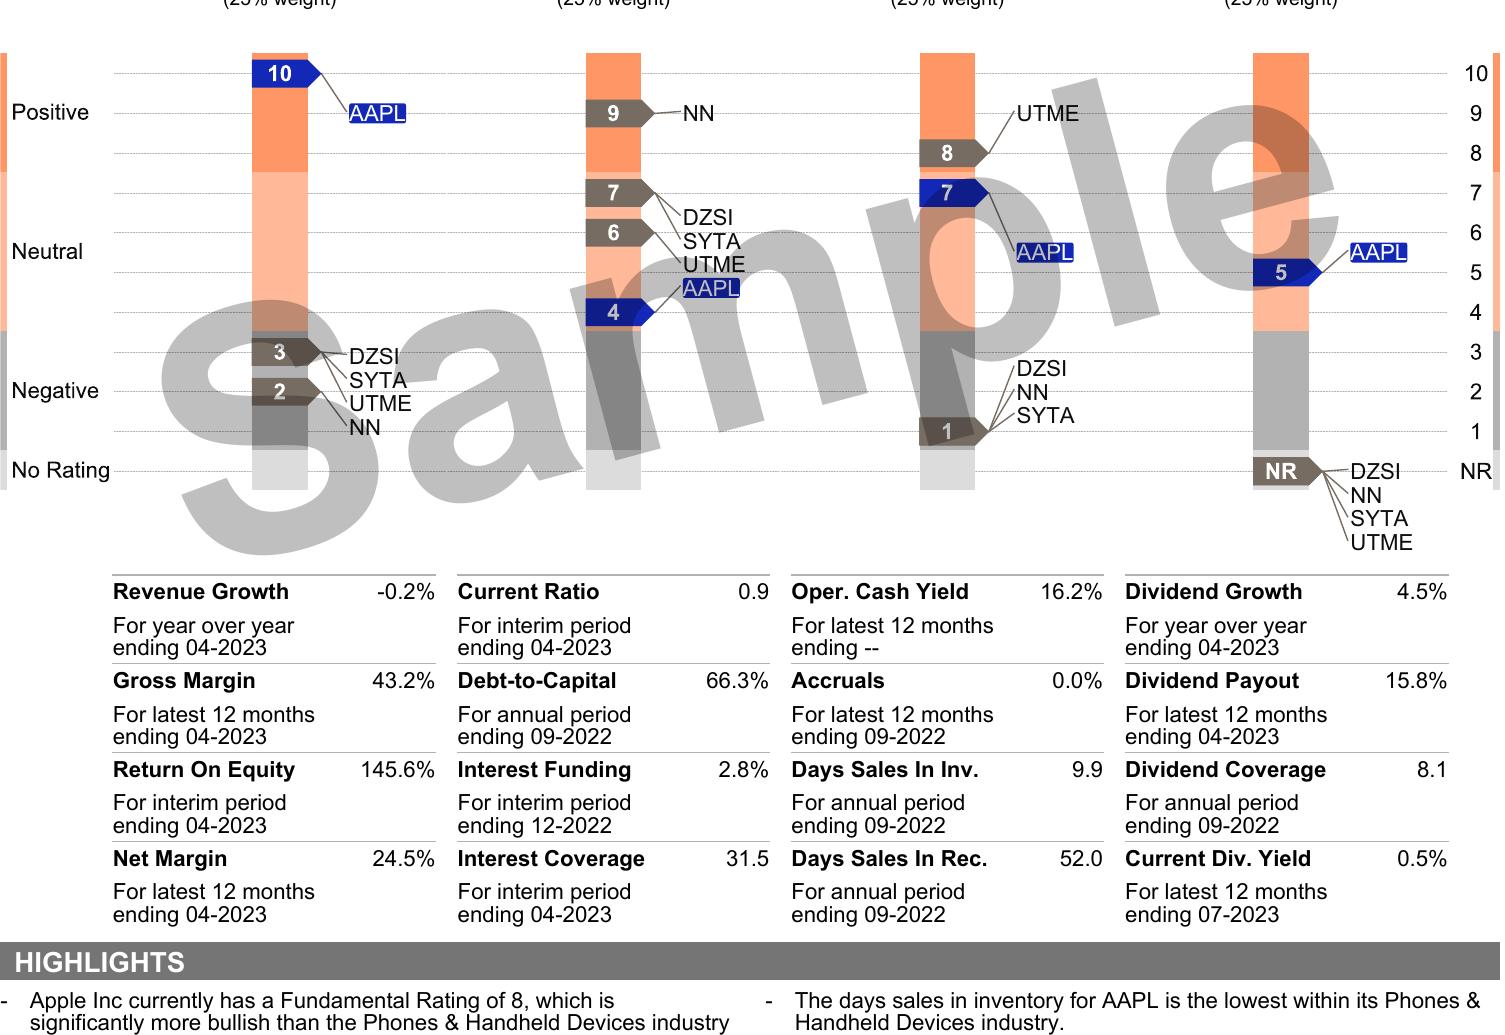 (25% weight) (25% weight) (25% weight) (25% weight)
10 10
Positive AAPL 9 NN UTME 9
8 8
7 7 7
DZSI
SYTA
6 UTME 6
Neutral AAPL AAPL
5 5
AAPL
4 4
3 DZSI 3
SYTA
DZSI
Negative 2 UTME NN 2
NN SYTA
1 1
No Rating NR DZSI NR
NN
SYTA
UTME
Sample
Revenue Growth -0.2% Current Ratio 0.9 Oper. Cash Yield 16.2% Dividend Growth 4.5%
For year over year For interim period For latest 12 months For year over year
ending 04-2023 ending 04-2023 ending -- ending 04-2023
Gross Margin 43.2% Debt-to-Capital 66.3% Accruals 0.0% Dividend Payout 15.8%
For latest 12 months For annual period For latest 12 months For latest 12 months
ending 04-2023 ending 09-2022 ending 09-2022 ending 04-2023
Return On Equity 145.6% Interest Funding 2.8% Days Sales In Inv. 9.9 Dividend Coverage 8.1
For interim period For interim period For annual period For annual period
ending 04-2023 ending 12-2022 ending 09-2022 ending 09-2022
Net Margin 24.5% Interest Coverage 31.5 Days Sales In Rec. 52.0 Current Div. Yield 0.5%
For latest 12 months For interim period For annual period For latest 12 months
ending 04-2023 ending 04-2023 ending 09-2022 ending 07-2023
HIGHLIGHTS
- Apple Inc currently has a Fundamental Rating of 8, which is
significantly more bullish than the Phones & Handheld Devices industry
- The days sales in inventory for AAPL is the lowest within its Phones &
Handheld Devices industry.